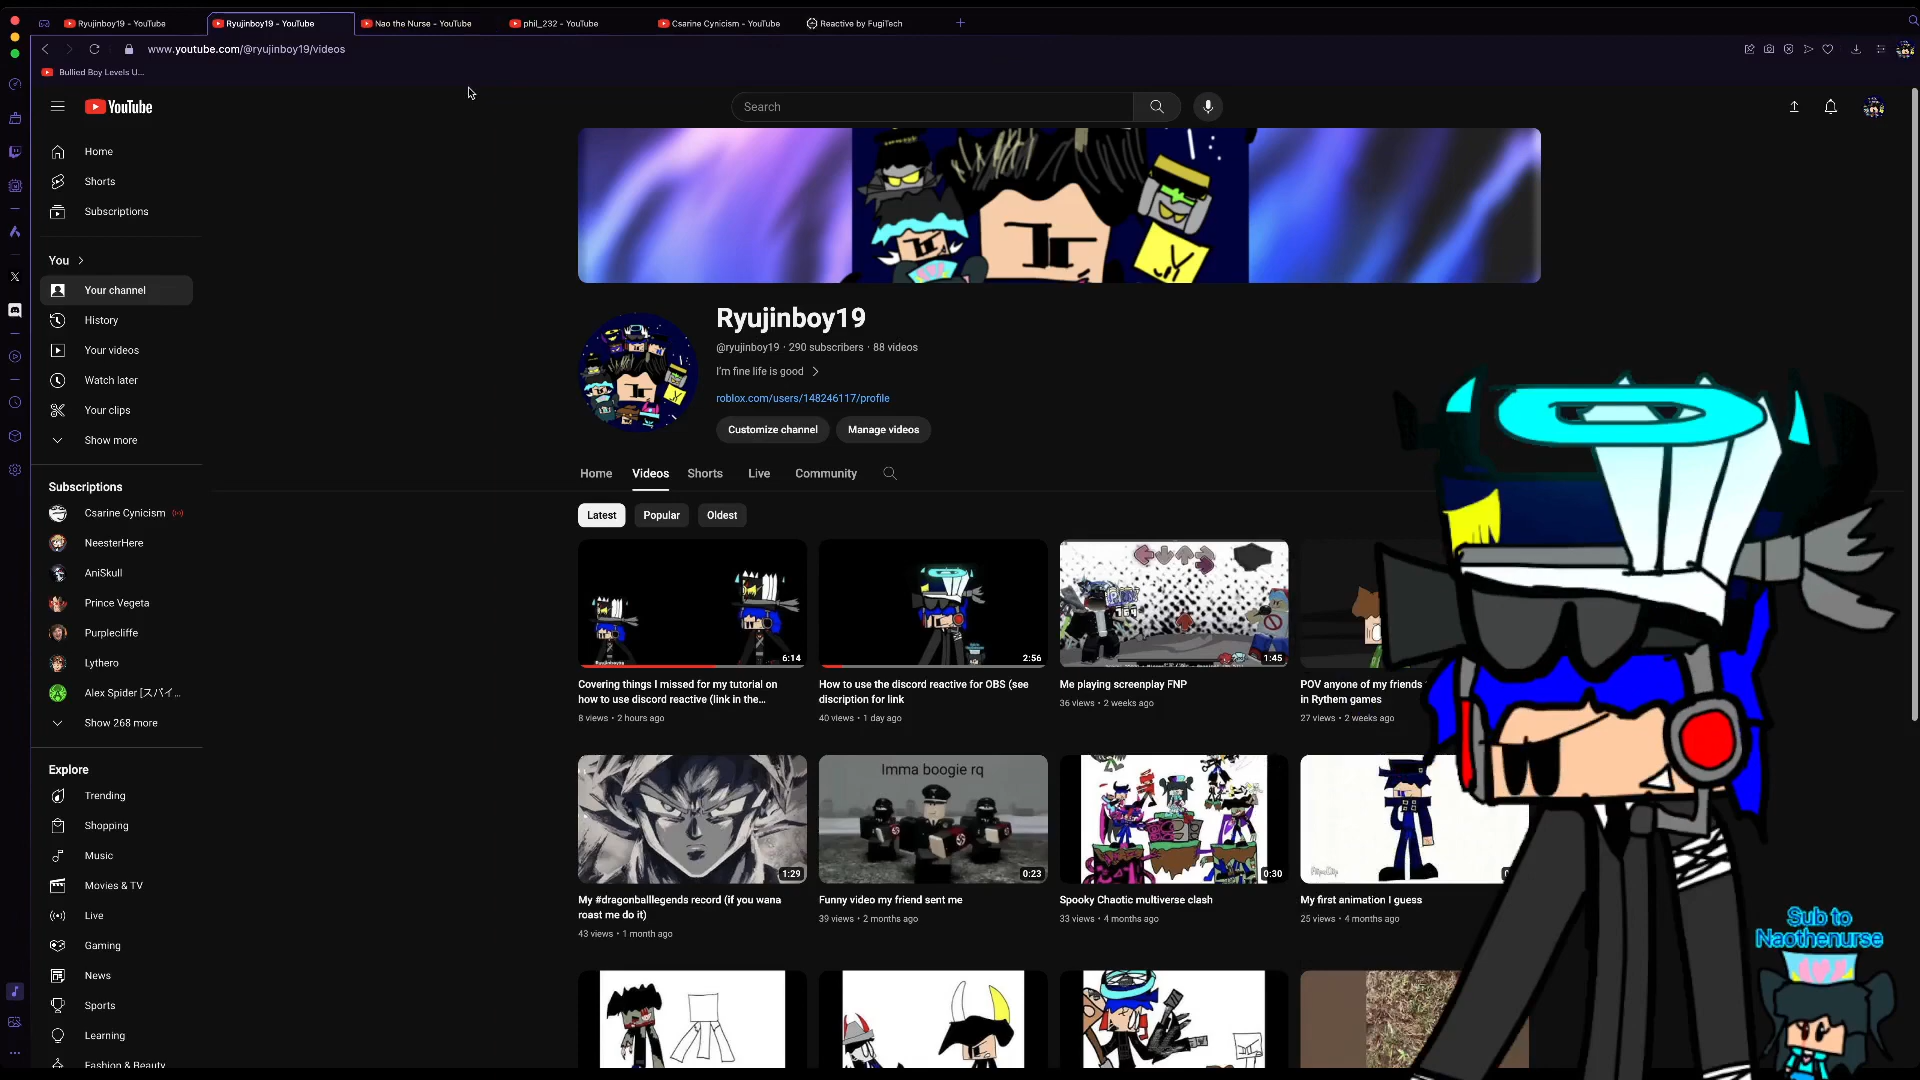 Ryujinboy19 - YouTube
Ryujinboy19 - YouTube
Nao the Nurse - YouTube
phil_232 - YouTube
Csarine Cynicism - YouTube
Reactive by FugiTech
www.youtube.com/@ryujinboy19/videos
Bullied Boy Levels U...
YouTube
Search
Home
Shorts
Subscriptions
You
Your channel
History
Your videos
Watch later
Your clips
Show more
Subscriptions
Csarine Cynicism
NeesterHere
AniSkull
Prince Vegeta
Purplecliffe
Lythero
Alex Spider [スパイ...
Show 268 more
Explore
Trending
Shopping
Music
Movies & TV
Live
Gaming
News
Sports
Learning
Fashion & Beauty
Ryujinboy19
@ryujinboy19 · 290 subscribers · 88 videos
I'm fine life is good
roblox.com/users/148246117/profile
Customize channel
Manage videos
Home
Videos
Shorts
Live
Community
Latest
Popular
Oldest
6:14
Covering things I missed for my tutorial on
how to use discord reactive (link in the...
8 views · 2 hours ago
2:56
How to use the discord reactive for OBS (see
discription for link
40 views · 1 day ago
1:45
Me playing screenplay FNP
36 views · 2 weeks ago
POV anyone of my friends
in Rythem games
27 views · 2 weeks ago
1:29
My #dragonballlegends record (if you wana
roast me do it)
43 views · 1 month ago
Imma boogie rq
0:23
Funny video my friend sent me
39 views · 2 months ago
0:30
Spooky Chaotic multiverse clash
33 views · 4 months ago
FlipaClip
My first animation I guess
25 views · 4 months ago
Sub to
Naothenurse